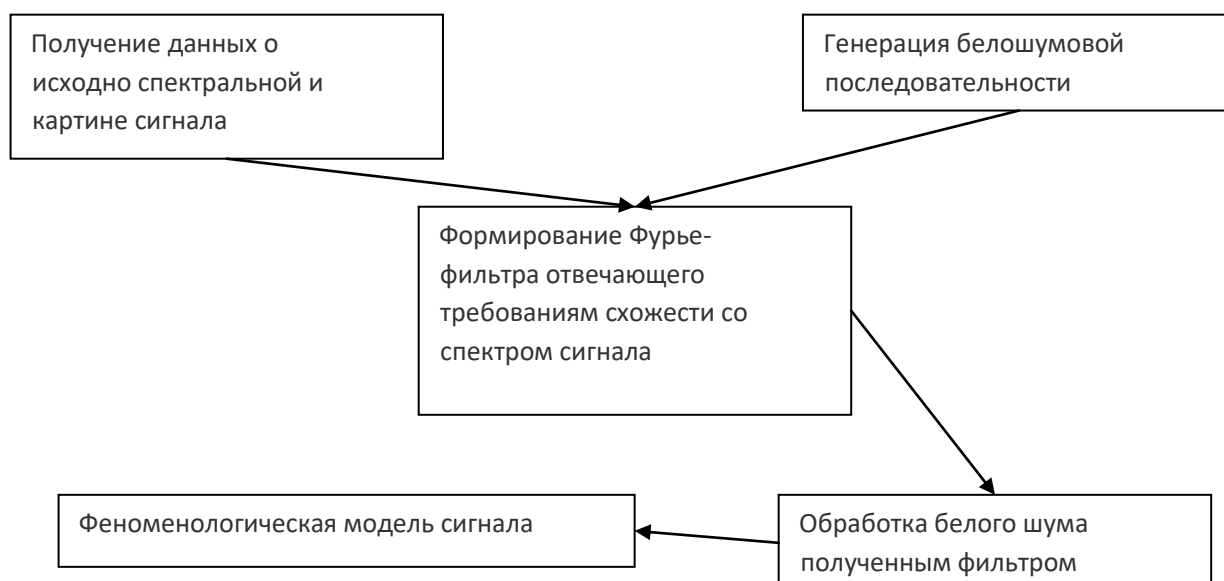 Получение данных о
исходно спектральной и
картине сигнала
Генерация белошумовой
последовательности
Формирование Фурье-
фильтра отвечающего
требованиям схожести со
спектром сигнала
Феноменологическая модель сигнала
Обработка белого шума
полученным фильтром